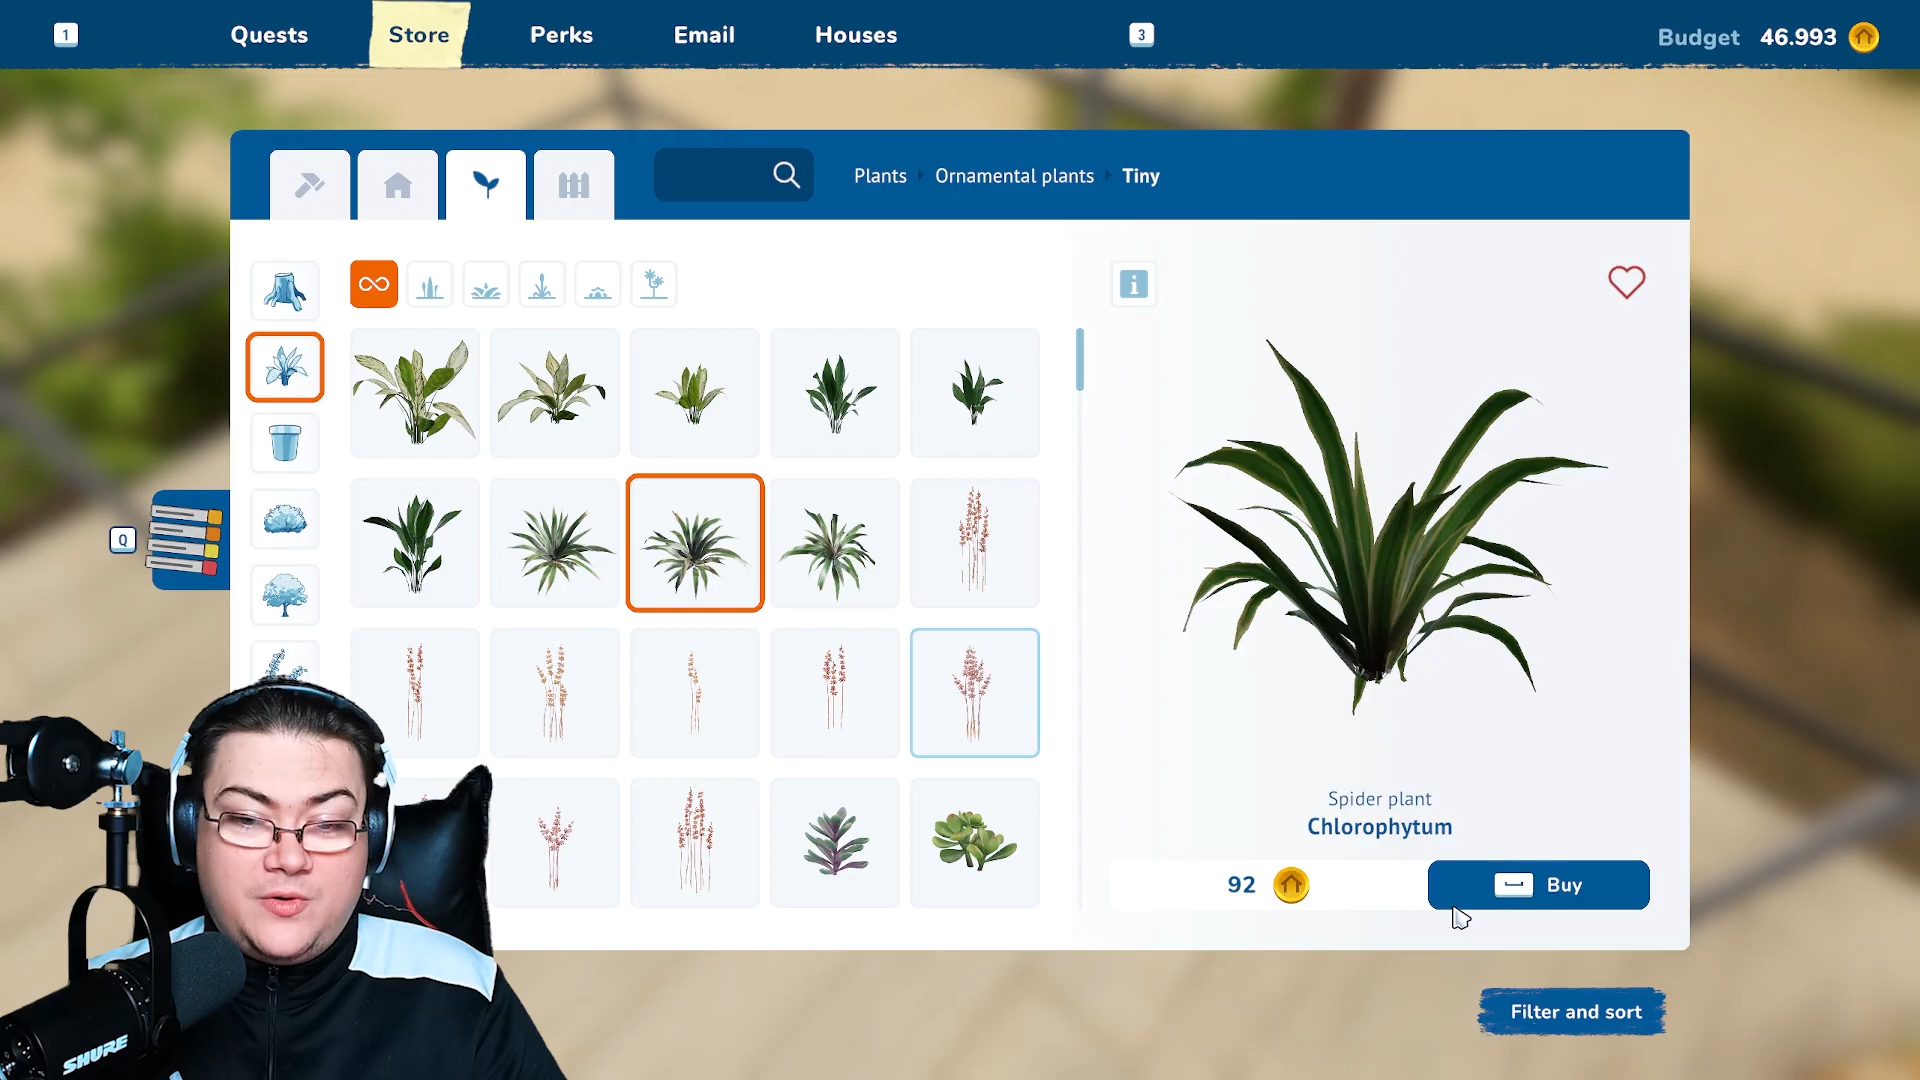 1
Quests
Store
Perks
Email
Houses
3
Budget 46.993
Plants
Ornamental plants
Tiny
i
Q
Spider plant
Chlorophytum
92
Buy
Filter and sort
SHURE